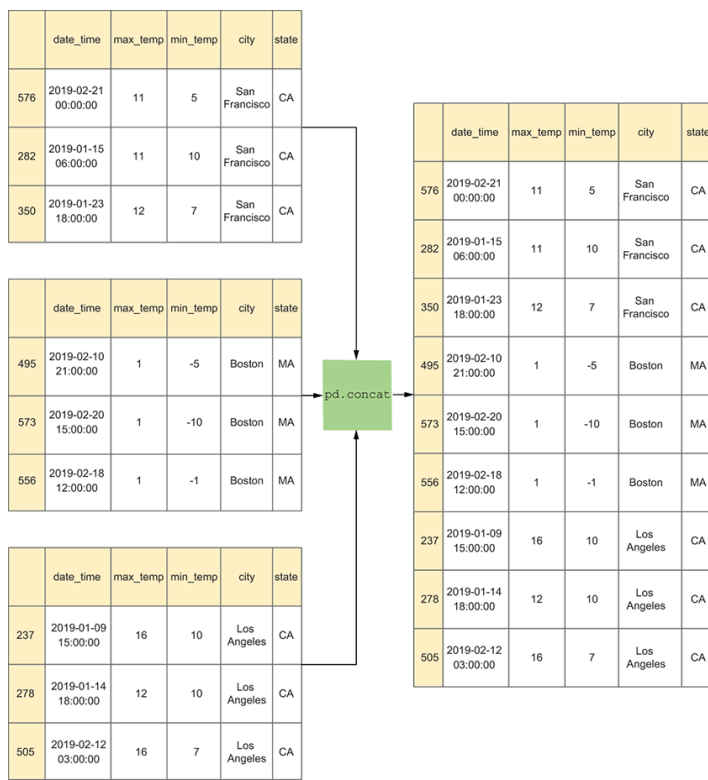 date_time max_temp min_temp city state
576 2019-02-21 00:00:00 11 5 San Francisco CA
282 2019-01-15 06:00:00 11 10 San Francisco CA
350 2019-01-23 18:00:00 12 7 San Francisco CA
date_time max_temp min_temp city state
495 2019-02-10 21:00:00 1 -5 Boston MA
573 2019-02-20 15:00:00 1 -10 Boston MA
556 2019-02-18 12:00:00 1 -1 Boston MA
date_time max_temp min_temp city state
237 2019-01-09 15:00:00 16 10 Los Angeles CA
278 2019-01-14 18:00:00 12 10 Los Angeles CA
505 2019-02-12 03:00:00 16 7 Los Angeles CA
pd.concat
date_time max_temp min_temp city state
576 2019-02-21 00:00:00 11 5 San Francisco CA
282 2019-01-15 06:00:00 11 10 San Francisco CA
350 2019-01-23 18:00:00 12 7 San Francisco CA
495 2019-02-10 21:00:00 1 -5 Boston MA
573 2019-02-20 15:00:00 1 -10 Boston MA
556 2019-02-18 12:00:00 1 -1 Boston MA
237 2019-01-09 15:00:00 16 10 Los Angeles CA
278 2019-01-14 18:00:00 12 10 Los Angeles CA
505 2019-02-12 03:00:00 16 7 Los Angeles CA